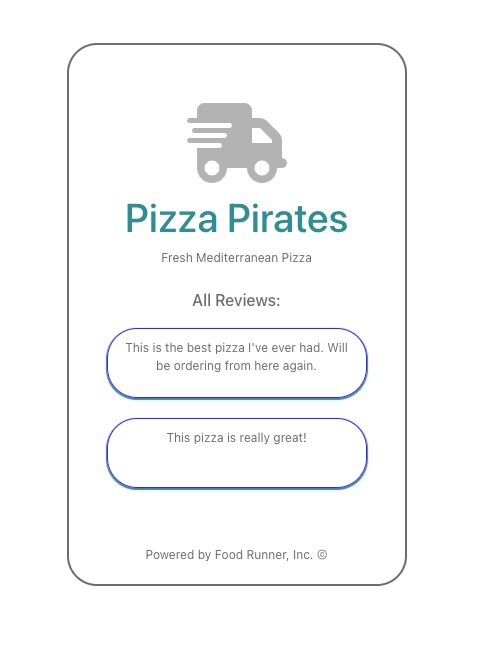 Pizza Pirates
Fresh Mediterranean Pizza
All Reviews:
This is the best pizza I've ever had. Will
be ordering from here again.
This pizza is really great!
Powered by Food Runner, Inc. ©